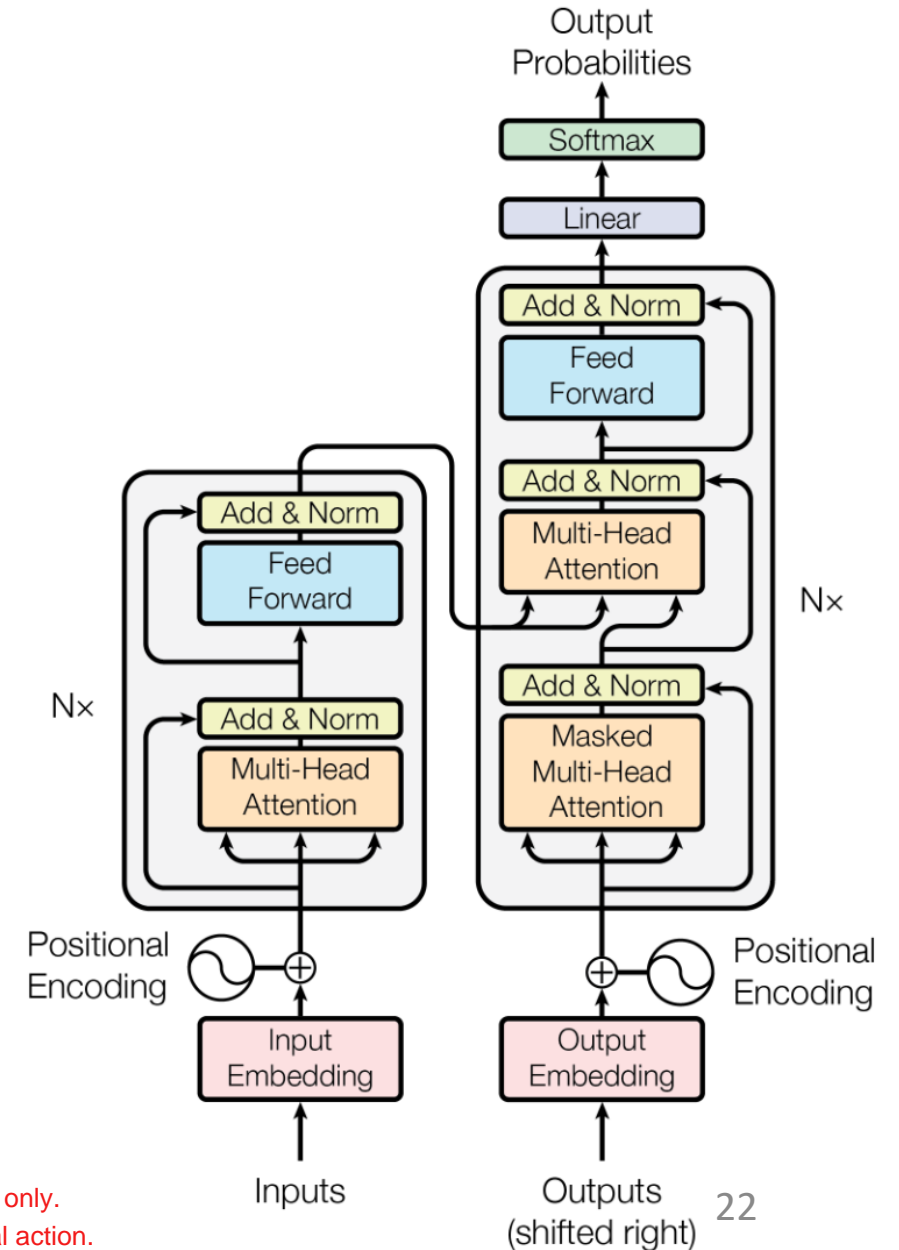 Output
Probabilities
Softmax
Linear
Add & Norm
Feed
Forward
Add & Norm
Multi-Head
Attention
Add & Norm
Masked
Multi-Head
Attention
N×
Add & Norm
Feed
Forward
Add & Norm
Multi-Head
Attention
N×
Positional
Encoding
Positional
Encoding
Input
Embedding
Output
Embedding
Inputs
Outputs
(shifted right)
22
only.
action.